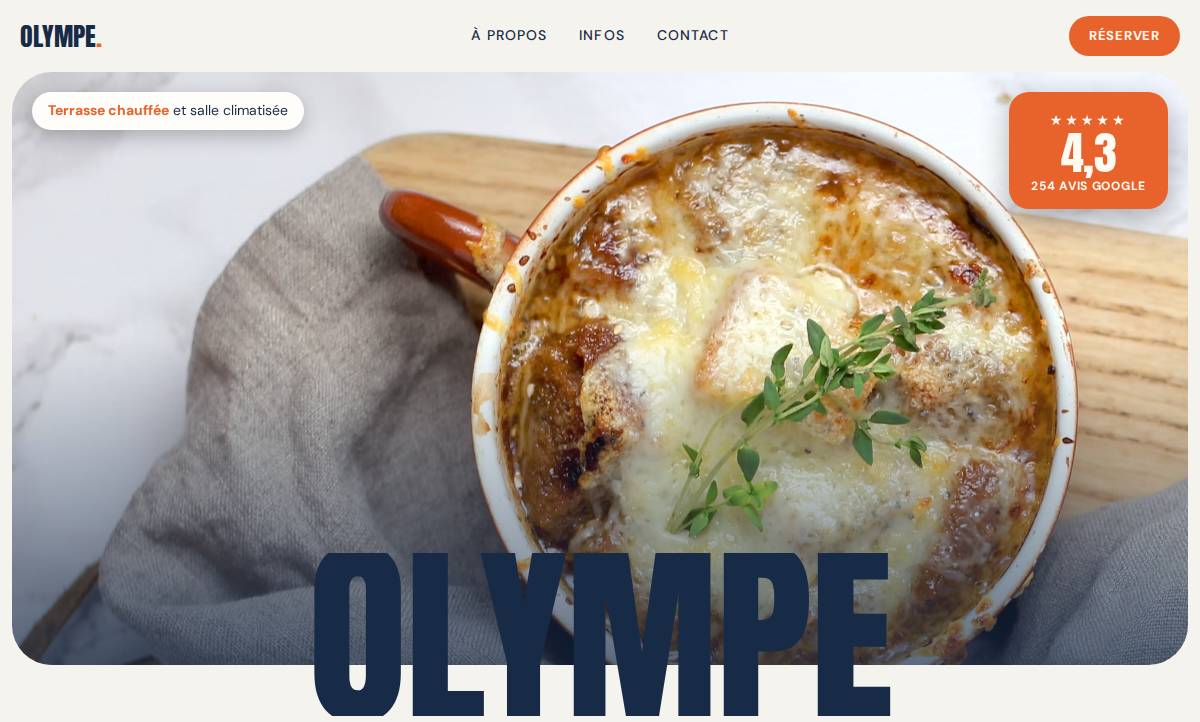 OLYMPE.
À PROPOS
INFOS
CONTACT
RÉSERVER
Terrasse chauffée et salle climatisée
★★★★★
4,3
254 AVIS GOOGLE
OLYMPE